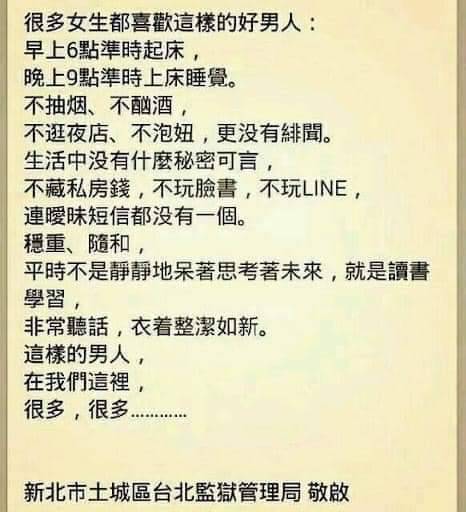 很多女生都喜歡這樣的好男人：
早上6點準時起床，
晚上9點準時上床睡覺。
不抽烟、不酗酒，
不逛夜店、不泡妞，更没有緋聞。
生活中没有什麼秘密可言，
不藏私房錢，不玩臉書，不玩LINE，
連曖昧短信都没有一個。
穩重、隨和，
平時不是靜靜地呆著思考著未來，就是讀書
學習，
非常聽話，衣着整潔如新。
這樣的男人，
在我們這裡，
很多，很多…………
新北市土城區台北監獄管理局 敬啟